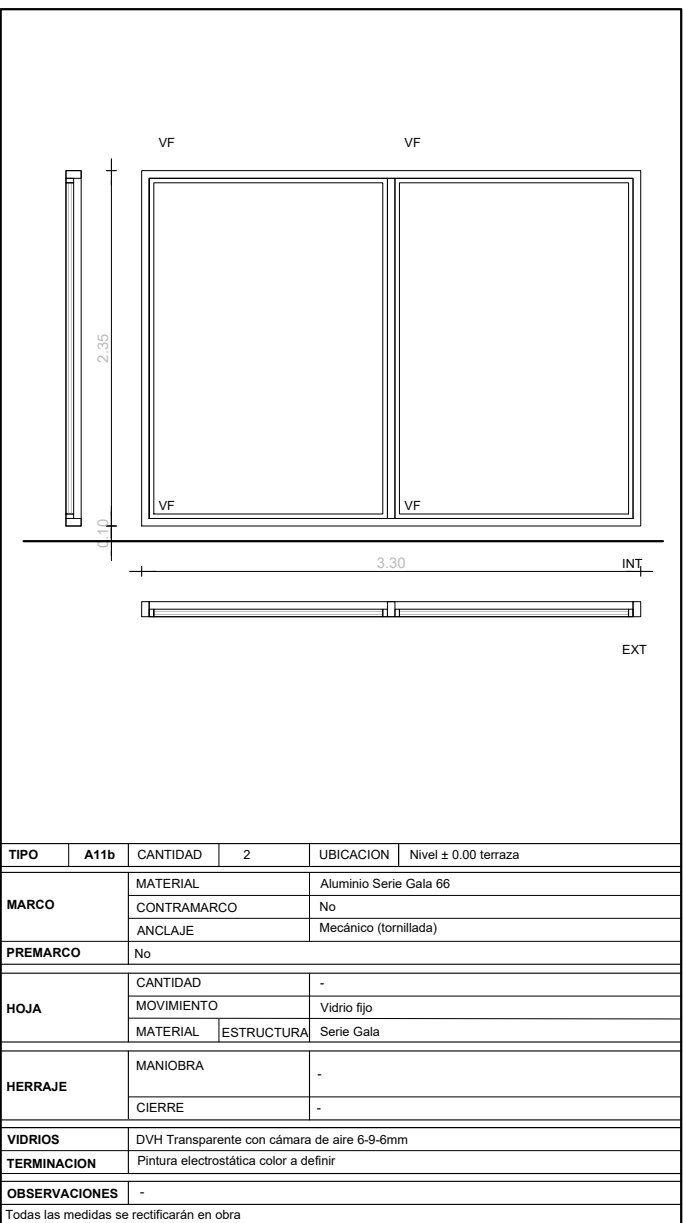 VF VF
2.35
VF VF
0.10
3.30 INT
EXT
TIPO A11b CANTIDAD 2 UBICACION Nivel ± 0.00 terraza
MARCO MATERIAL Aluminio Serie Gala 66
CONTRAMARCO No
ANCLAJE Mecánico (tornillada)
PREMARCO No
HOJA CANTIDAD -
MOVIMIENTO Vidrio fijo
MATERIAL ESTRUCTURA Serie Gala
HERRAJE MANIOBRA -
CIERRE -
VIDRIOS DVH Transparente con cámara de aire 6-9-6mm
TERMINACION Pintura electrostática color a definir
OBSERVACIONES -
Todas las medidas se rectificarán en obra